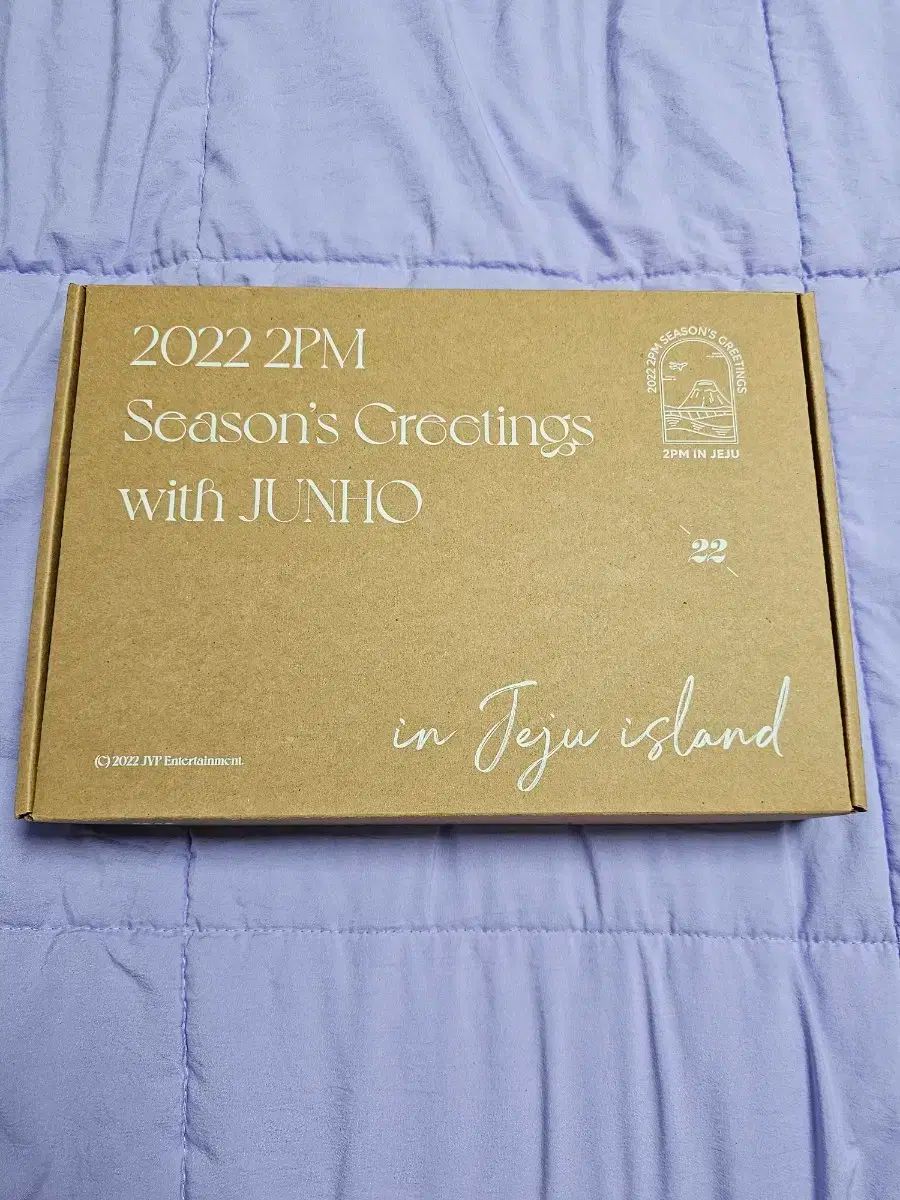 2022 2PM
Season's Greetings
with JUNHO
2022 2PM SEASON'S GREETINGS
2PM IN JEJU
22
in Jeju island
(C) 2022 JYP Entertainment.